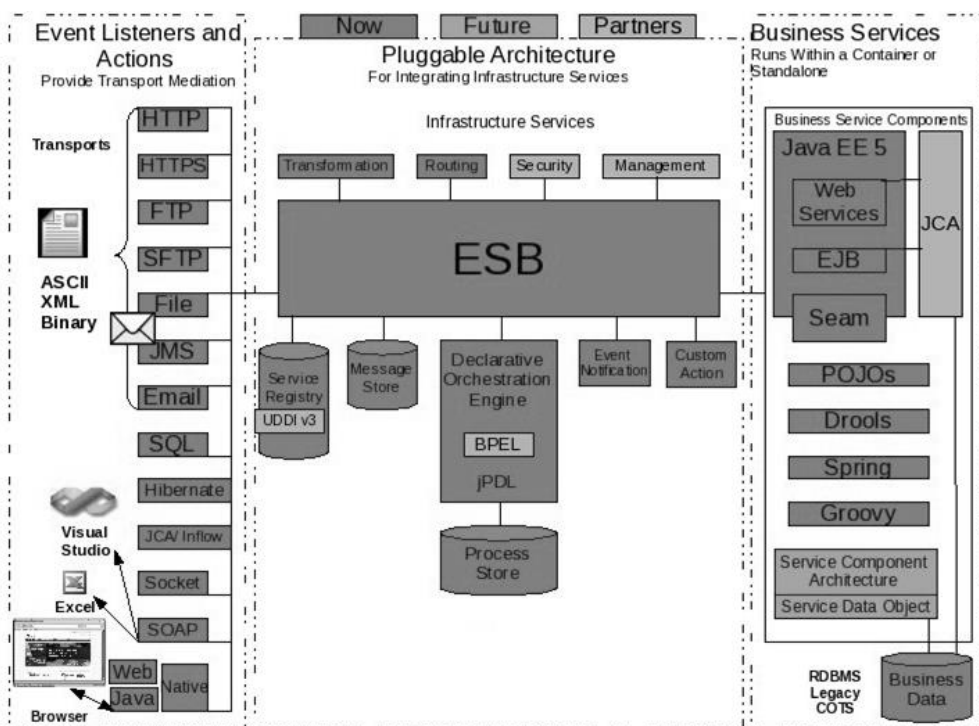 Now
Future
Partners
Event Listeners and
Actions
Provide Transport Mediation
Transports
ASCII
XML
Binary
HTTP
HTTPS
FTP
SFTP
File
JMS
Email
SQL
Hibernate
JCA/ Inflow
Socket
SOAP
Web
Java
Native
Visual
Studio
Excel
Browser
Pluggable Architecture
For Integrating Infrastructure Services
Infrastructure Services
Transformation
Routing
Security
Management
ESB
Service
Registry
UDDI v3
Message
Store
Declarative
Orchestration
Engine
BPEL
jPDL
Process
Store
Event
Notification
Custom
Action
Business Services
Runs Within a Container or
Standalone
Business Service Components
Java EE 5
Web
Services
EJB
Seam
JCA
POJOs
Drools
Spring
Groovy
Service Component
Architecture
Service Data Object
RDBMS
Legacy
COTS
Business
Data